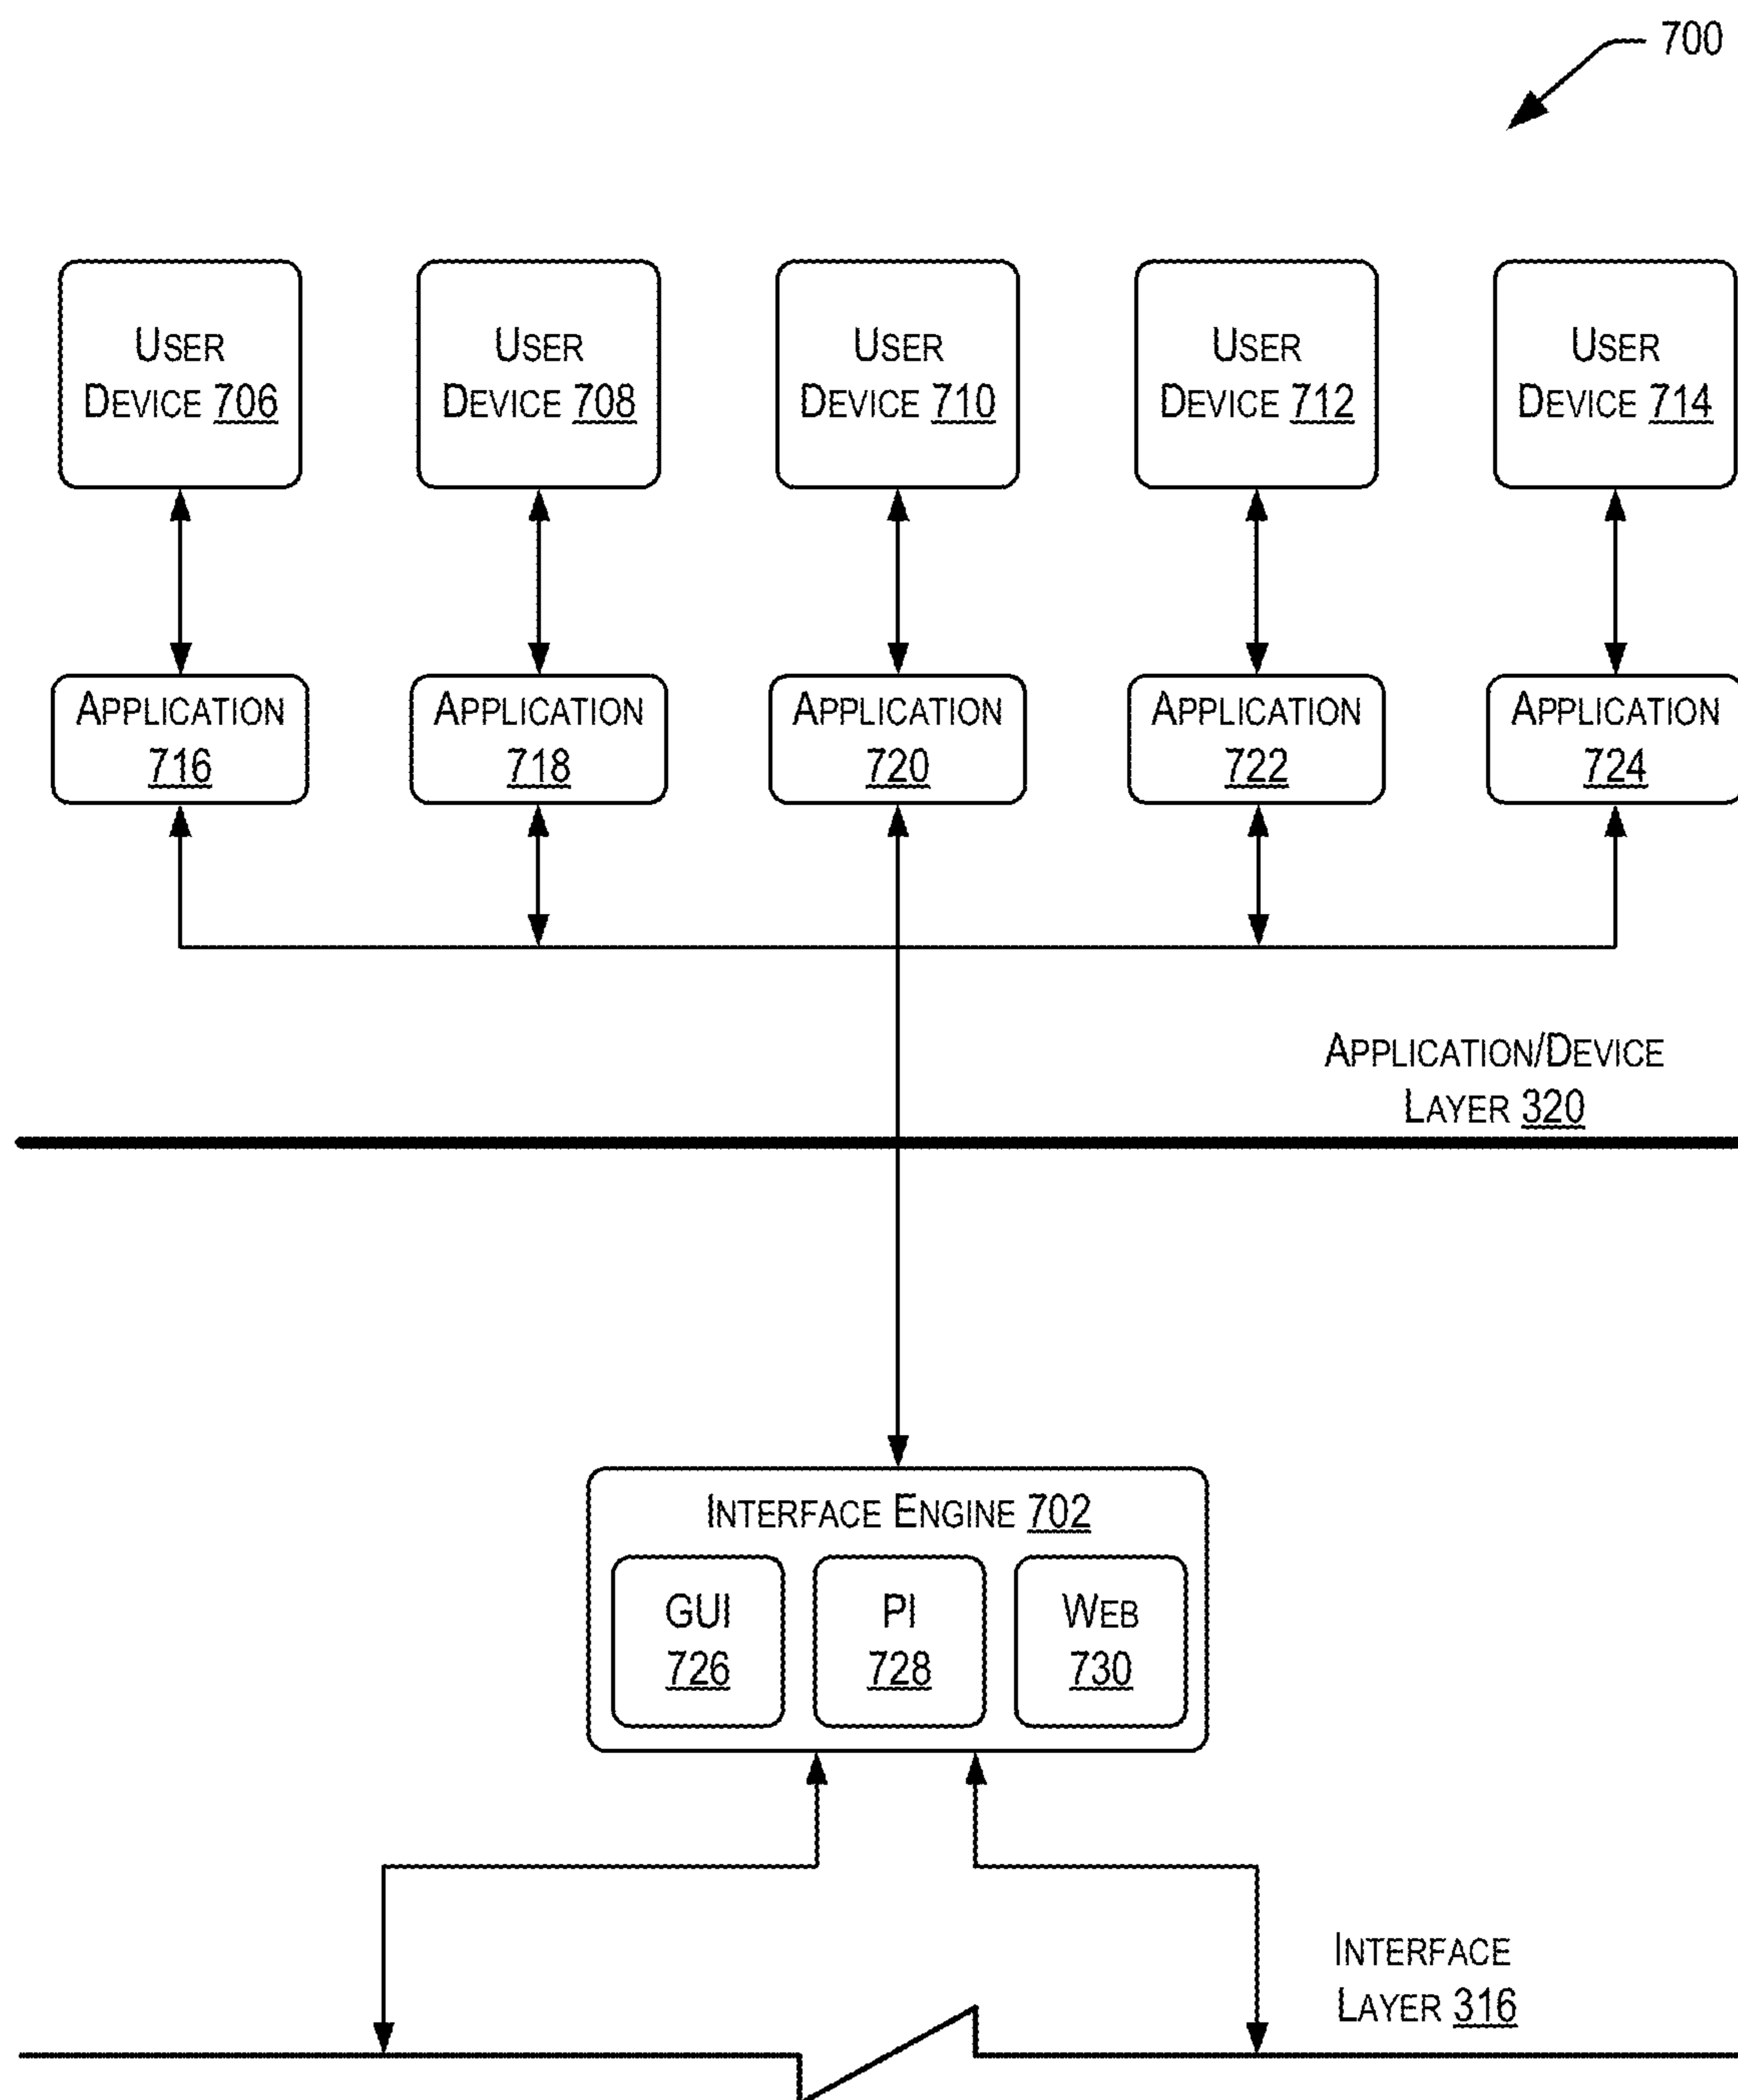 700
USER
DEVICE 706
USER
DEVICE 708
USER
DEVICE 710
USER
DEVICE 712
USER
DEVICE 714
APPLICATION
716
APPLICATION
718
APPLICATION
720
APPLICATION
722
APPLICATION
724
APPLICATION/DEVICE
LAYER 320
INTERFACE ENGINE 702
GUI
726
PI
728
WEB
730
INTERFACE
LAYER 316